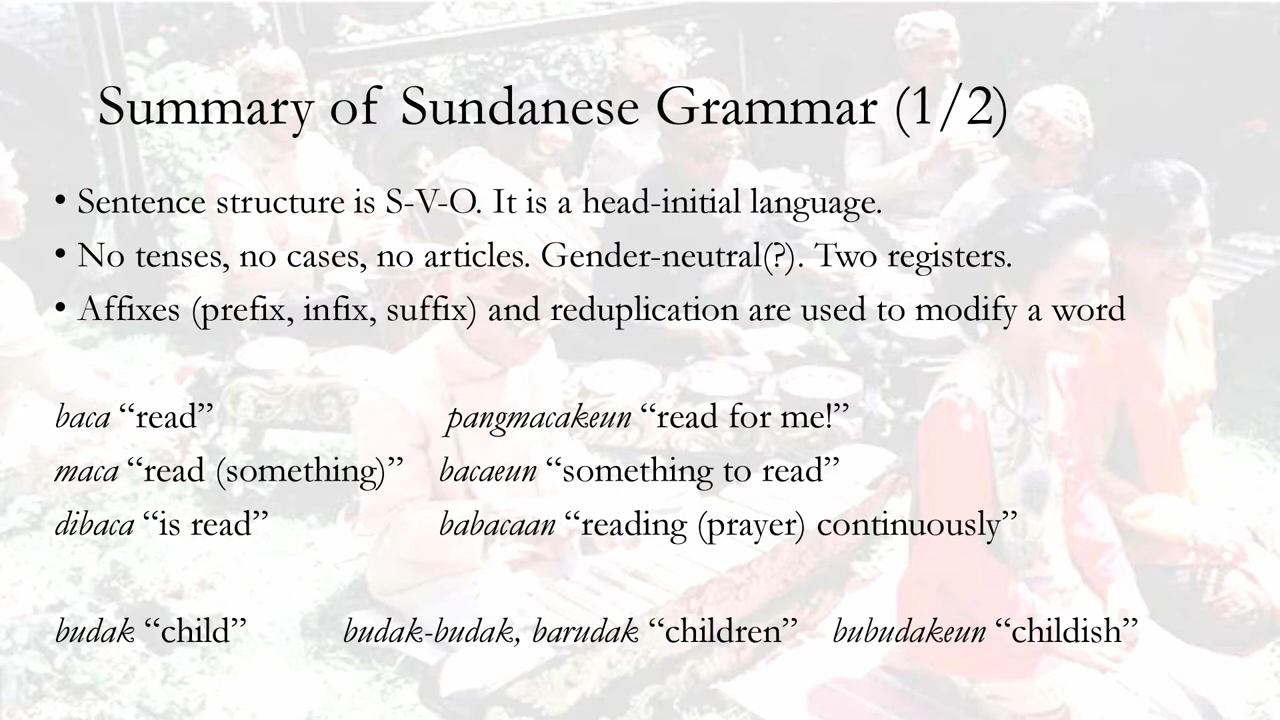 Summary of Sundanese Grammar (1/2)
• Sentence structure is S-V-O. It is a head-initial language.
• No tenses, no cases, no articles. Gender-neutral(?). Two registers.
• Affixes (prefix, infix, suffix) and reduplication are used to modify a word
baca “read” pangmacakeun “read for me!”
maca “read (something)” bacaeun “something to read”
dibaca “is read” babacaan “reading (prayer) continuously”
budak “child” budak-budak, barudak “children” bubudakeun “childish”